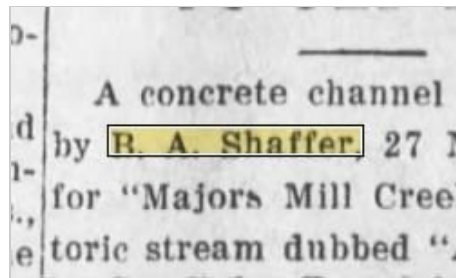 o-
A concrete channel
d by R. A. Shaffer, 27
for "Majors Mill Cree
e toric stream dubbed "